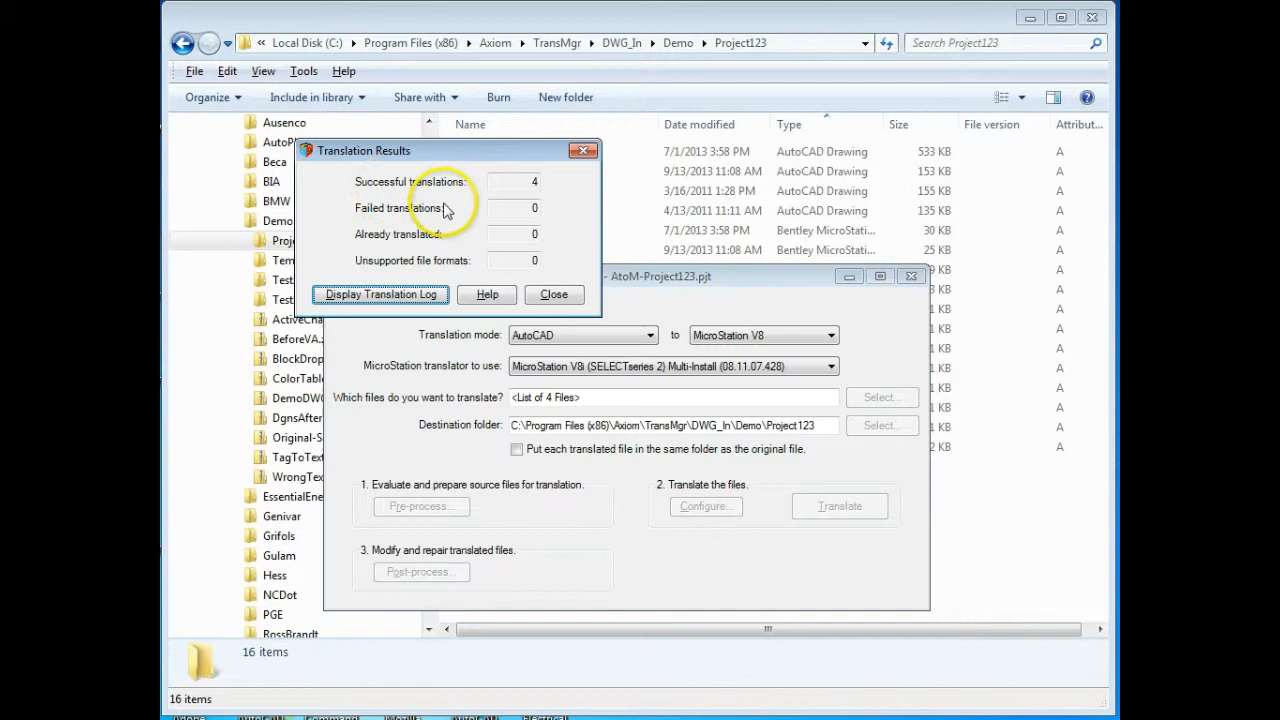 « Local Disk (C:) ▸ Program Files (x86) ▸ Axiom ▸ TransMgr ▸ DWG_In ▸ Demo ▸ Project123
Search Project123
File Edit View Tools Help
Organize Include in library Share with Burn New folder
Name Date modified Type Size File version Attribut...
Ausenco
Beca
BIA
BMW
Demo
ColorTable
EssentialEne
Genivar
Grifols
Gulam
Hess
NCDot
PGE
RossBrandt
7/1/2013 3:58 PM AutoCAD Drawing 533 KB A
9/13/2013 11:08 AM AutoCAD Drawing 153 KB A
3/16/2011 1:28 PM AutoCAD Drawing 155 KB A
4/13/2011 11:11 AM AutoCAD Drawing 135 KB A
7/1/2013 3:58 PM Bentley MicroStati... 30 KB A
9/13/2013 11:08 AM Bentley MicroStati... 25 KB A
Translation Results
Successful translations: 4
Failed translations: 0
Already translated: 0
Unsupported file formats: 0
Display Translation Log Help Close
- AtoM-Project123.pjt
Translation mode: AutoCAD to MicroStation V8
MicroStation translator to use: MicroStation V8i (SELECTseries 2) Multi-Install (08.11.07.428)
Which files do you want to translate? <List of 4 Files> Select...
Destination folder: C:\Program Files (x86)\Axiom\TransMgr\DWG_In\Demo\Project123 Select...
Put each translated file in the same folder as the original file.
1. Evaluate and prepare source files for translation.
Pre-process...
2. Translate the files.
Configure... Translate
3. Modify and repair translated files.
Post-process...
16 items
16 items